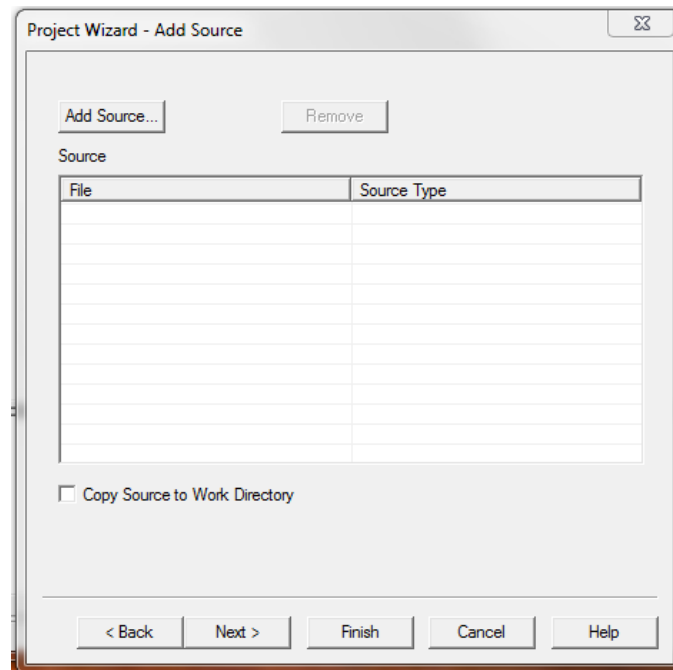 Project Wizard - Add Source
Add Source... Remove
Source
File Source Type
Copy Source to Work Directory
< Back Next > Finish Cancel Help